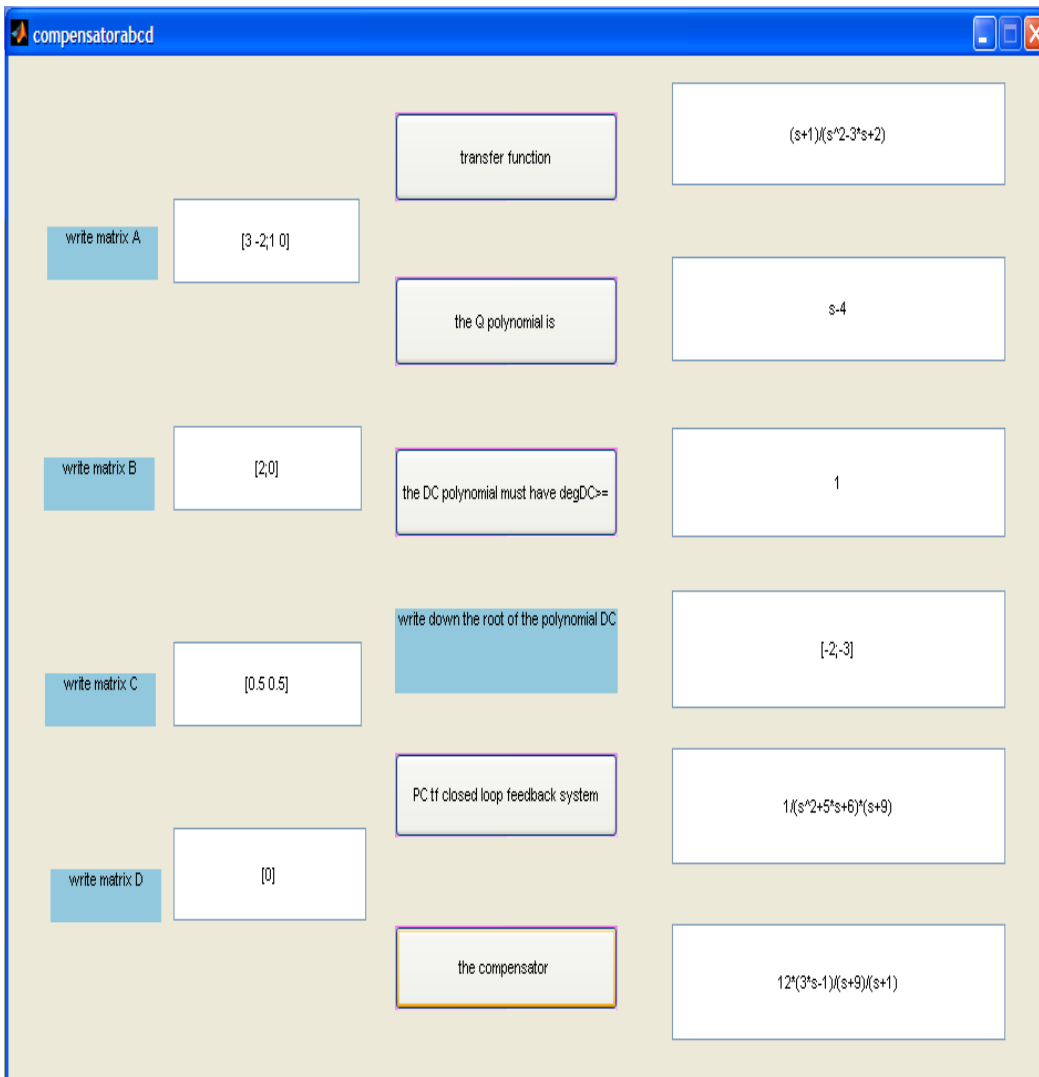 compensatorabcd
transfer function
(s+1)/(s^2-3*s+2)
write matrix A
[3 -2;1 0]
the Q polynomial is
s-4
write matrix B
[2;0]
the DC polynomial must have degDC>=
1
write down the root of the polynomial DC
[-2;-3]
write matrix C
[0.5 0.5]
PC tf closed loop feedback system
1/(s^2+5*s+6)*(s+9)
write matrix D
[0]
the compensator
12*(3*s-1)/(s+9)/(s+1)